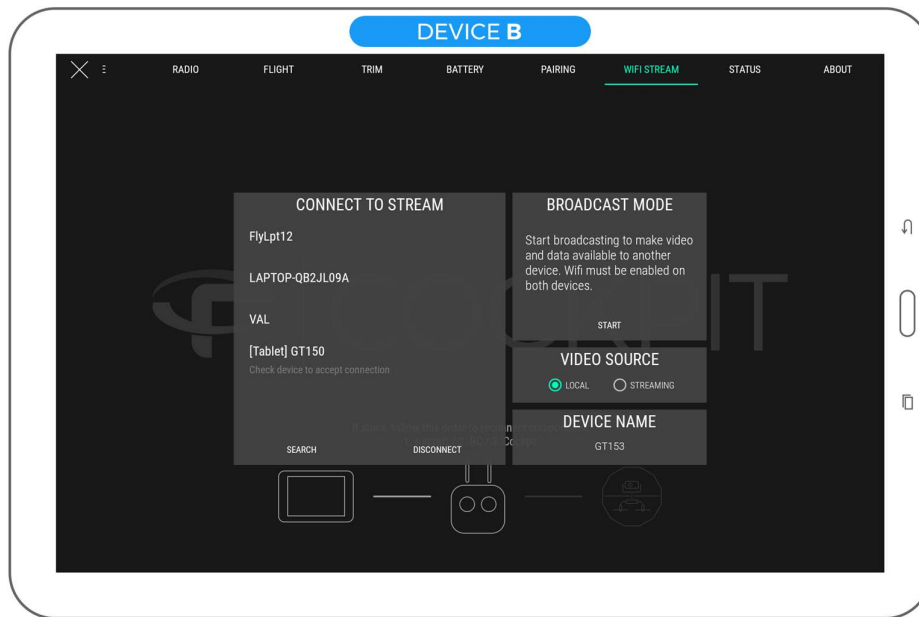 DEVICE B
RADIO FLIGHT TRIM BATTERY PAIRING WIFI STREAM STATUS ABOUT
CONNECT TO STREAM
FlyLpt12
LAPTOP-QB2JL09A
VAL
[Tablet] GT150
Check device to accept connection
SEARCH DISCONNECT
BROADCAST MODE
Start broadcasting to make video
and data available to another
device. Wifi must be enabled on
both devices.
START
VIDEO SOURCE
LOCAL STREAMING
DEVICE NAME
GT153
COCKPIT